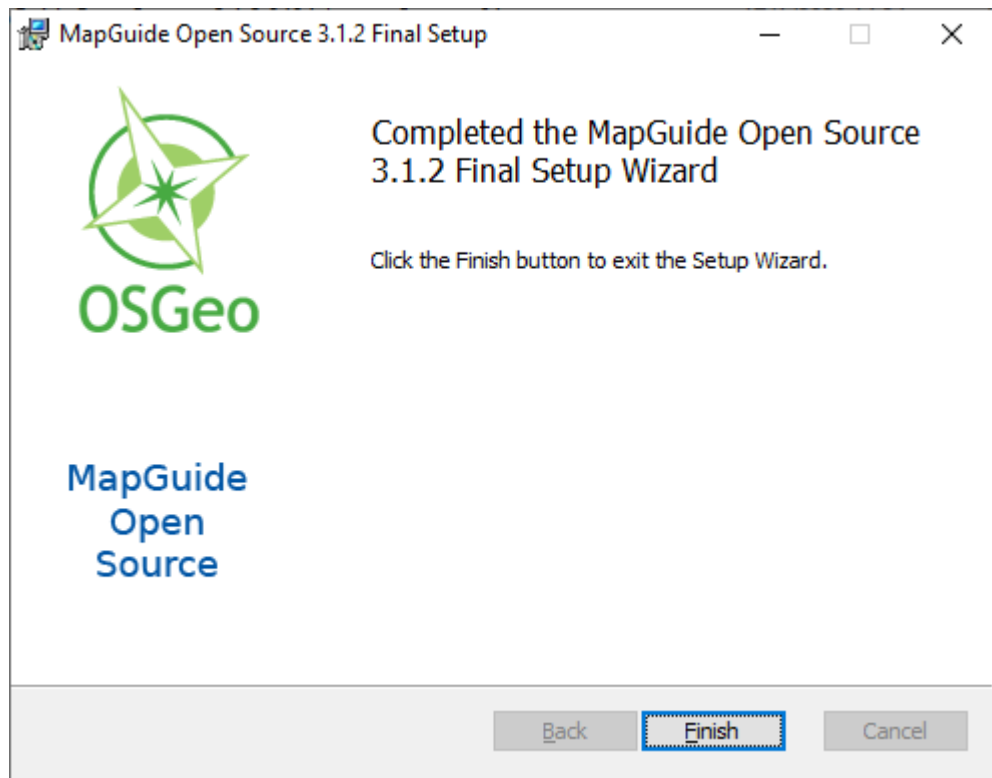 MapGuide Open Source 3.1.2 Final Setup
Completed the MapGuide Open Source
3.1.2 Final Setup Wizard
Click the Finish button to exit the Setup Wizard.
OSGeo
MapGuide
Open
Source
Back
Finish
Cancel